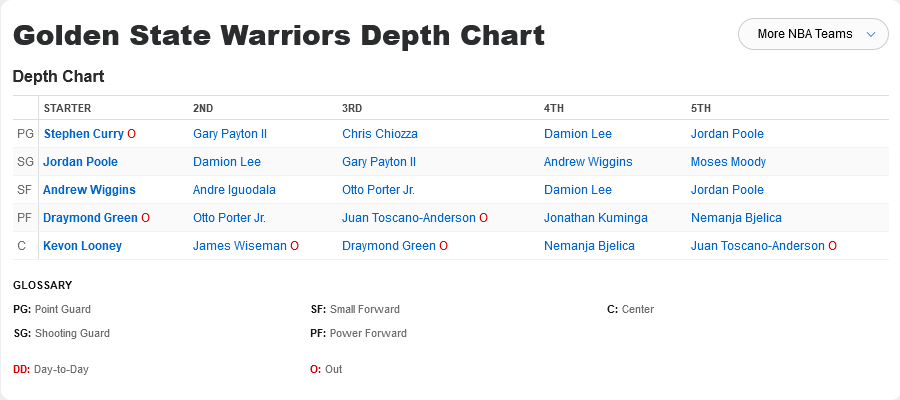 Golden State Warriors Depth Chart
More NBA Teams
Depth Chart
STARTER 2ND 3RD 4TH 5TH
PG Stephen Curry O Gary Payton II Chris Chiozza Damion Lee Jordan Poole
SG Jordan Poole Damion Lee Gary Payton II Andrew Wiggins Moses Moody
SF Andrew Wiggins Andre Iguodala Otto Porter Jr. Damion Lee Jordan Poole
PF Draymond Green O Otto Porter Jr. Juan Toscano-Anderson O Jonathan Kuminga Nemanja Bjelica
C Kevon Looney James Wiseman O Draymond Green O Nemanja Bjelica Juan Toscano-Anderson O
GLOSSARY
PG: Point Guard SF: Small Forward C: Center
SG: Shooting Guard PF: Power Forward
DD: Day-to-Day O: Out